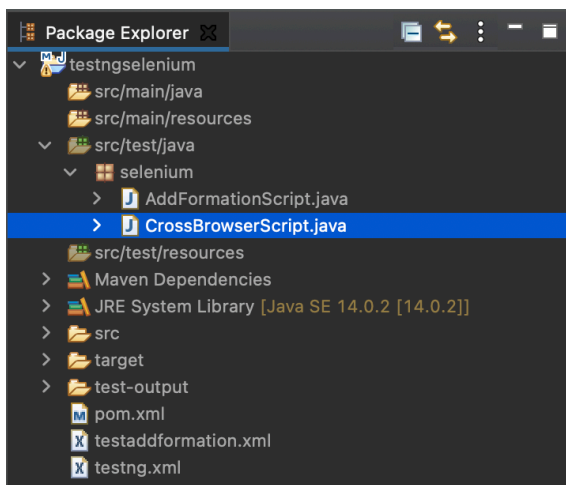 Package Explorer
testngselenium
src/main/java
src/main/resources
src/test/java
selenium
AddFormationScript.java
CrossBrowserScript.java
src/test/resources
Maven Dependencies
JRE System Library [Java SE 14.0.2 [14.0.2]]
src
target
test-output
pom.xml
testaddformation.xml
testng.xml